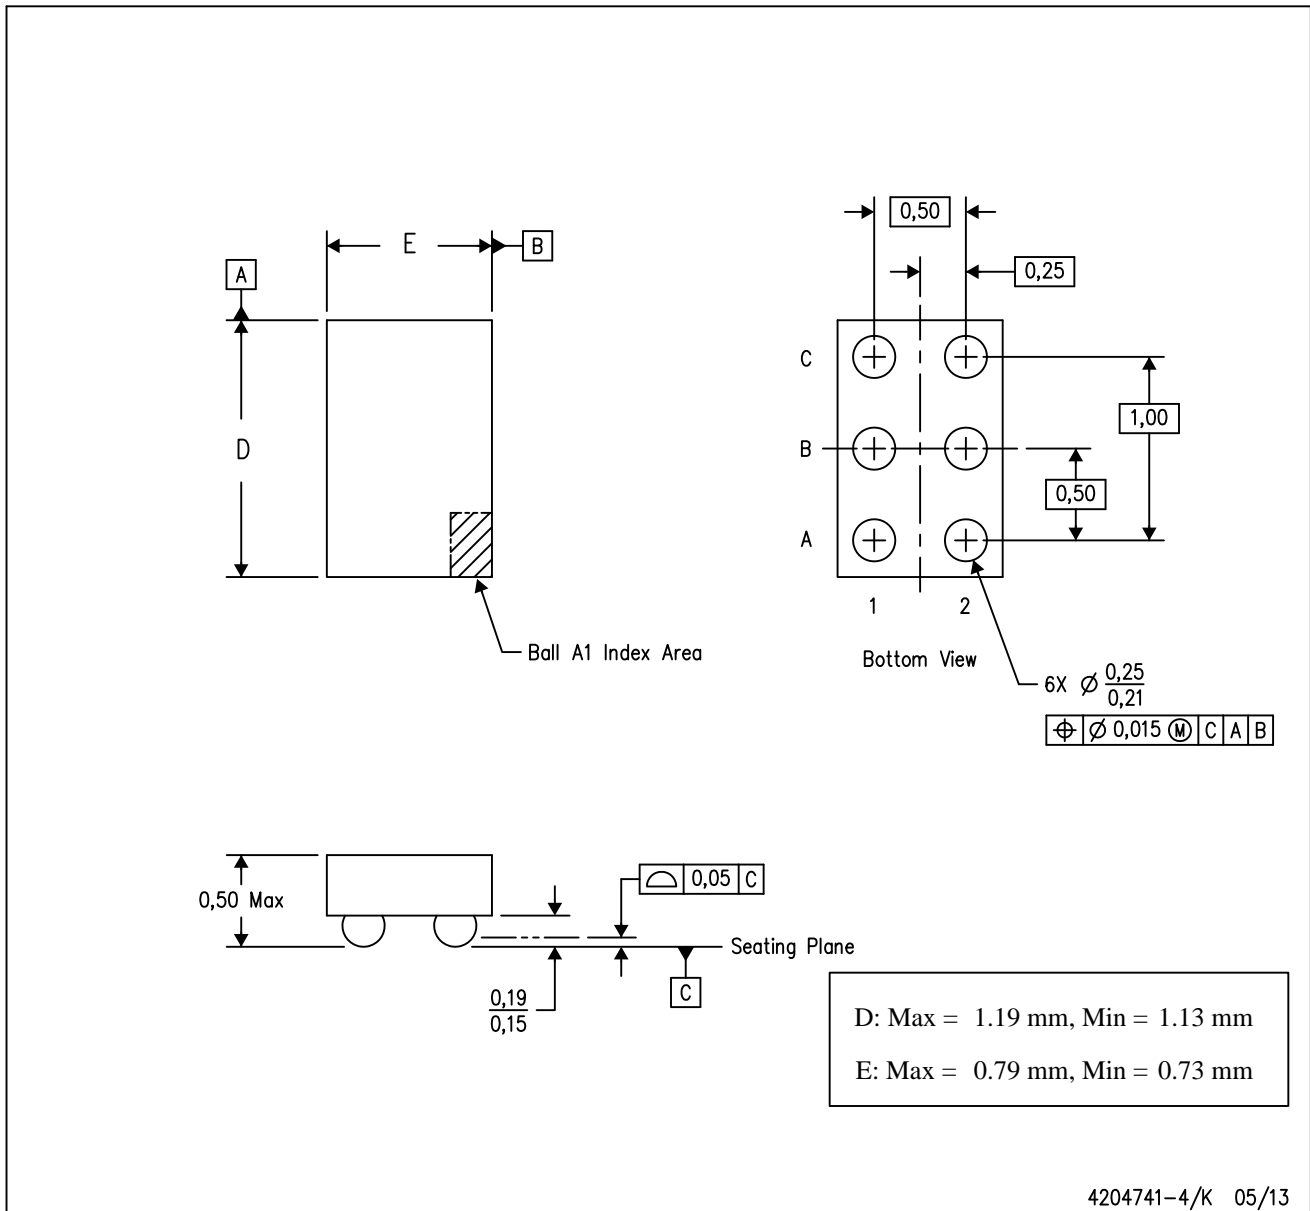 0,50
E
B
A
0,25
C
D
B
1,00
0,50
A
1
2
Ball A1 Index Area
Bottom View
6X Ø 0,25
0,21
Ø 0,015 Ⓜ C A B
0,50 Max
0,05 C
Seating Plane
C
0,19
0,15
D: Max = 1.19 mm, Min = 1.13 mm
E: Max = 0.79 mm, Min = 0.73 mm
4204741-4/K 05/13